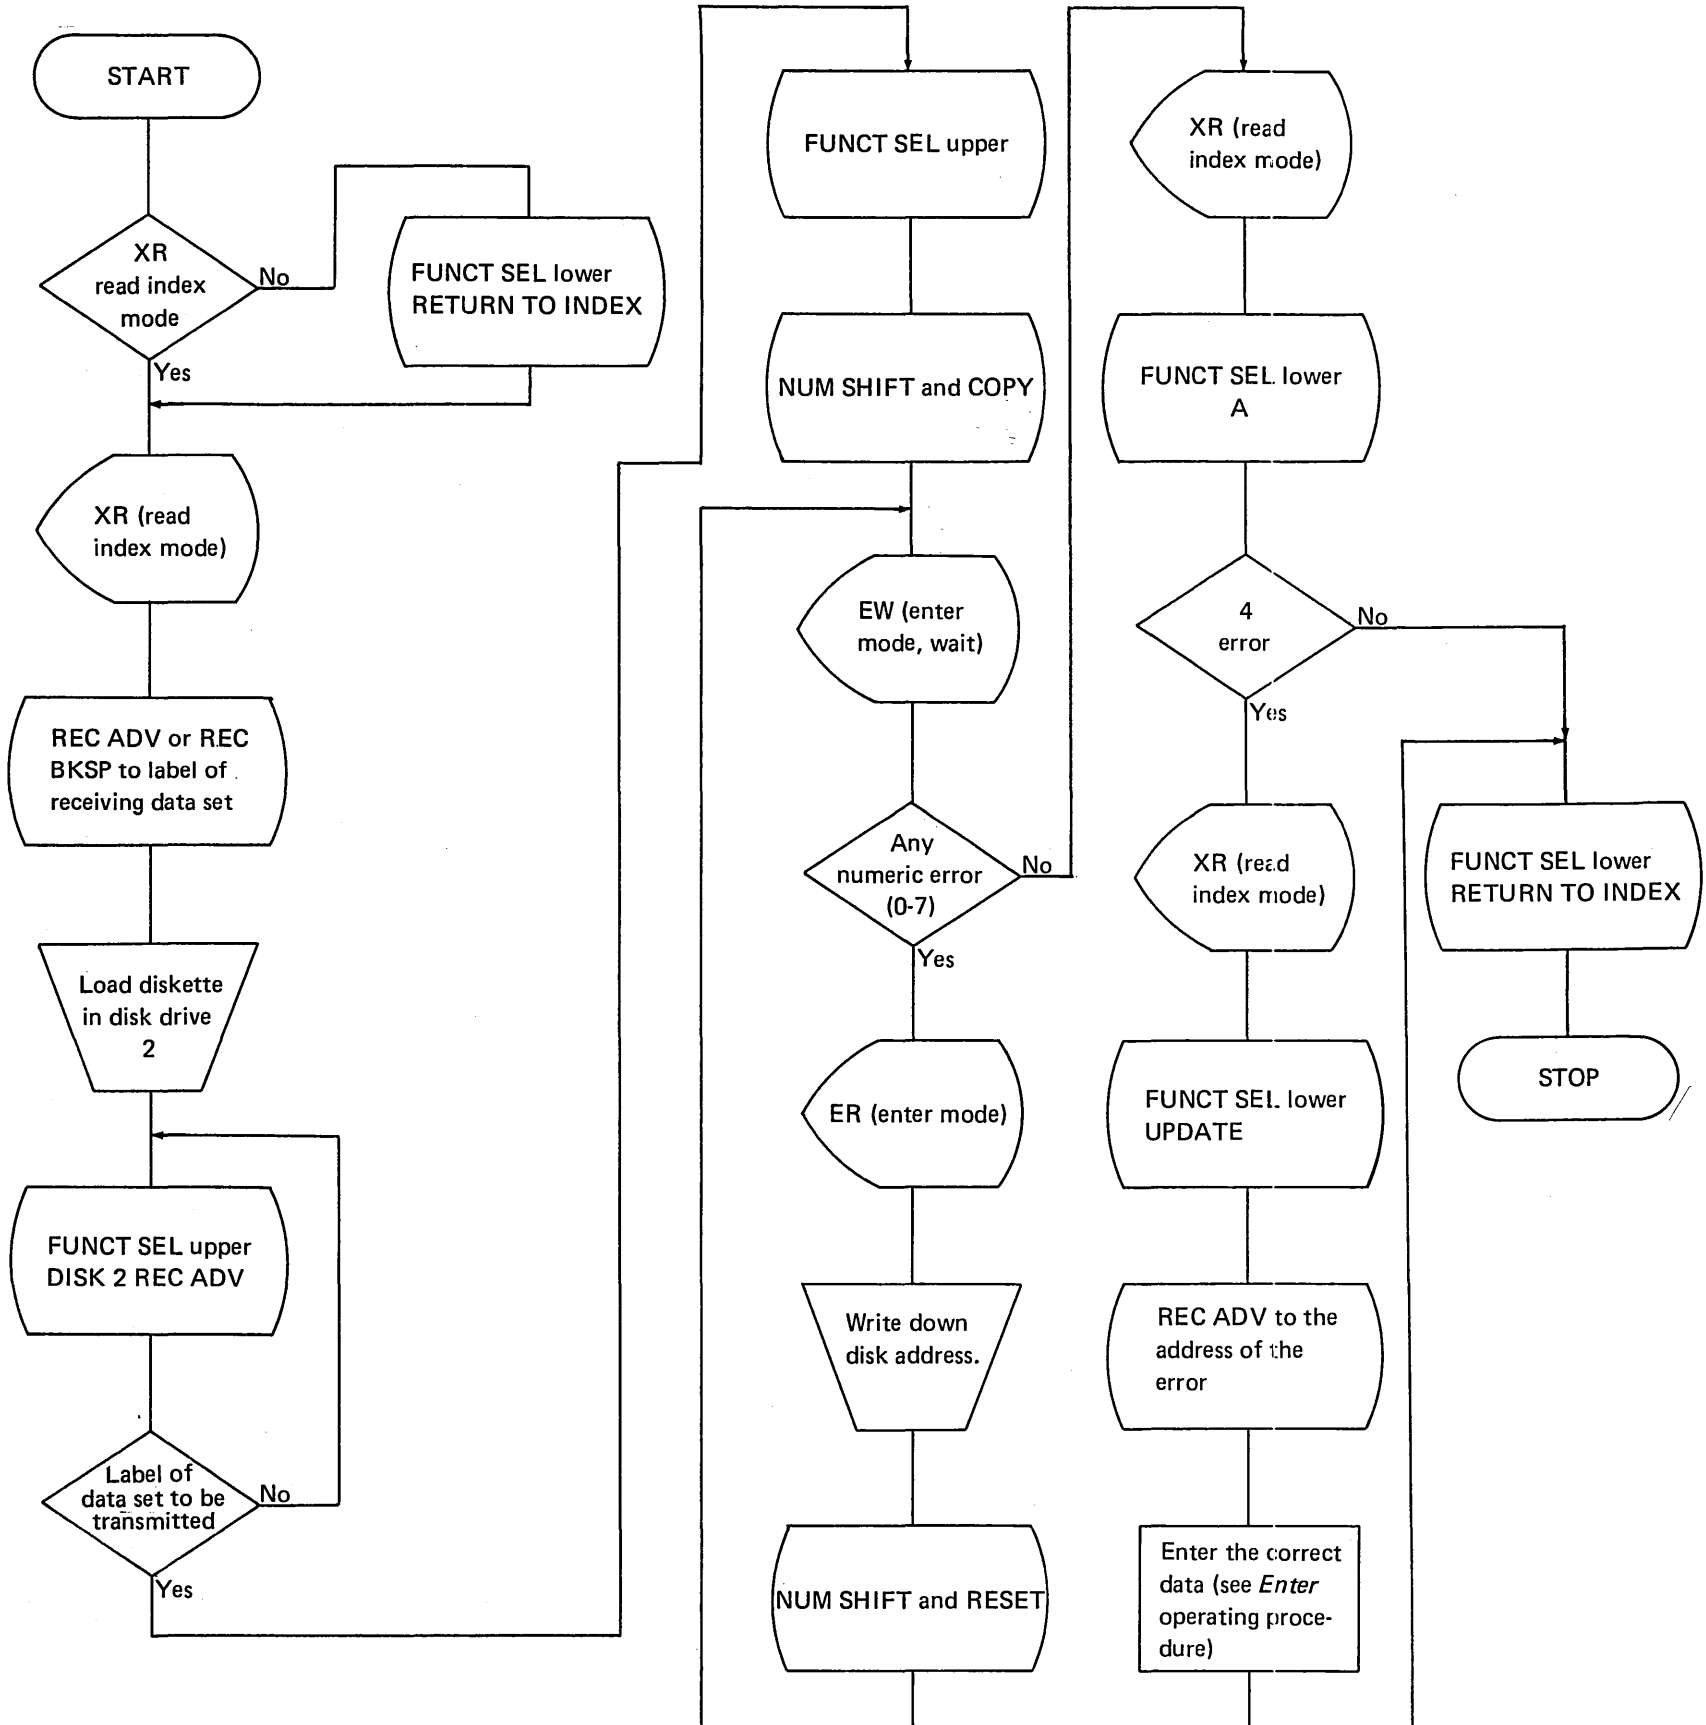 START
XR
read index
mode
No
Yes
FUNCT SEL lower
RETURN TO INDEX
XR (read
index mode)
REC ADV or REC
BKSP to label of
receiving data set
Load diskette
in disk drive
2
FUNCT SEL upper
DISK 2 REC ADV
Label of
data set to be
transmitted
No
Yes
FUNCT SEL upper
NUM SHIFT and COPY
EW (enter
mode, wait)
Any
numeric error
(0-7)
No
Yes
ER (enter mode)
Write down
disk address.
NUM SHIFT and RESET
XR (read
index mode)
FUNCT SEL lower
A
4
error
No
Yes
XR (read
index mode)
FUNCT SEL lower
UPDATE
REC ADV to the
address of the
error
Enter the correct
data (see Enter
operating proce-
dure)
FUNCT SEL lower
RETURN TO INDEX
STOP